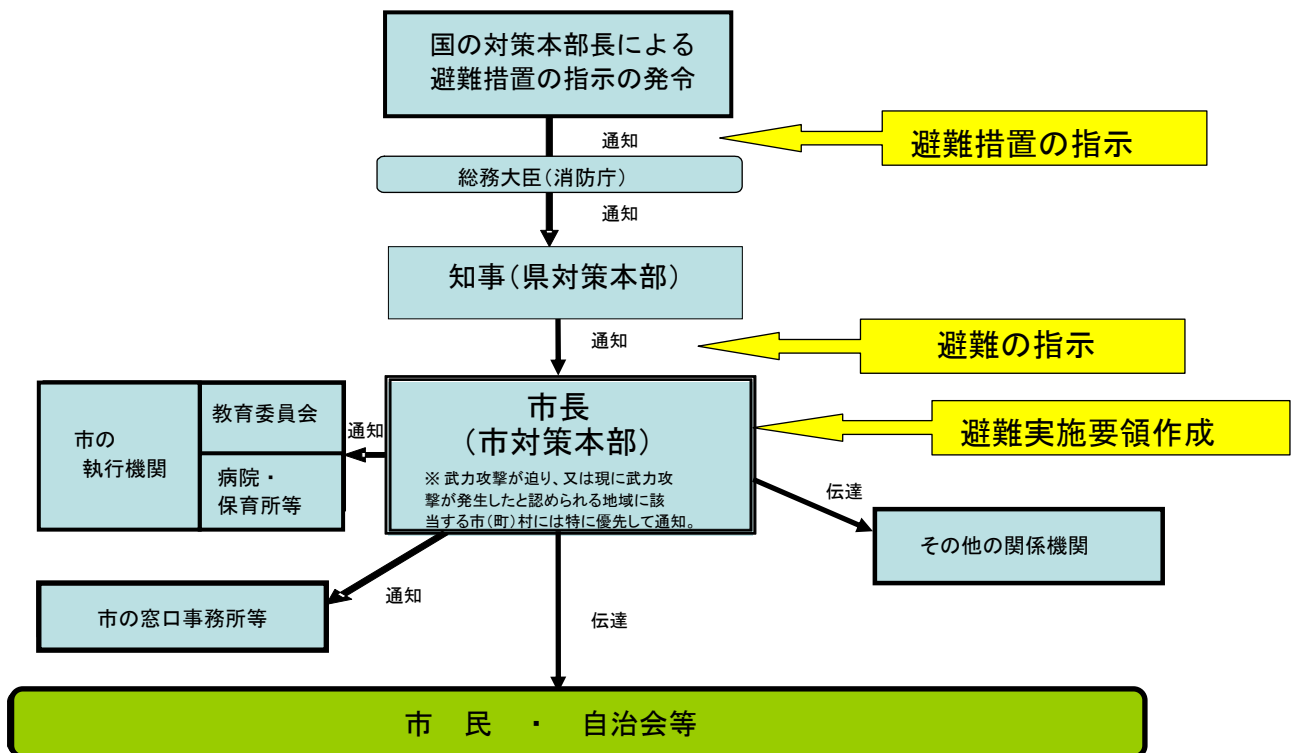 国の対策本部長による
避難措置の指示の発令
通知
避難措置の指示
総務大臣(消防庁)
通知
知事(県対策本部)
通知
避難の指示
市の
執行機関
教育委員会
病院・
保育所等
通知
市長
(市対策本部)
※ 武力攻撃が迫り、又は現に武力攻
撃が発生したと認められる地域に該
当する市(町)村には特に優先して通知。
避難実施要領作成
伝達
その他の関係機関
通知
市の窓口事務所等
伝達
市 民 ・ 自治会等